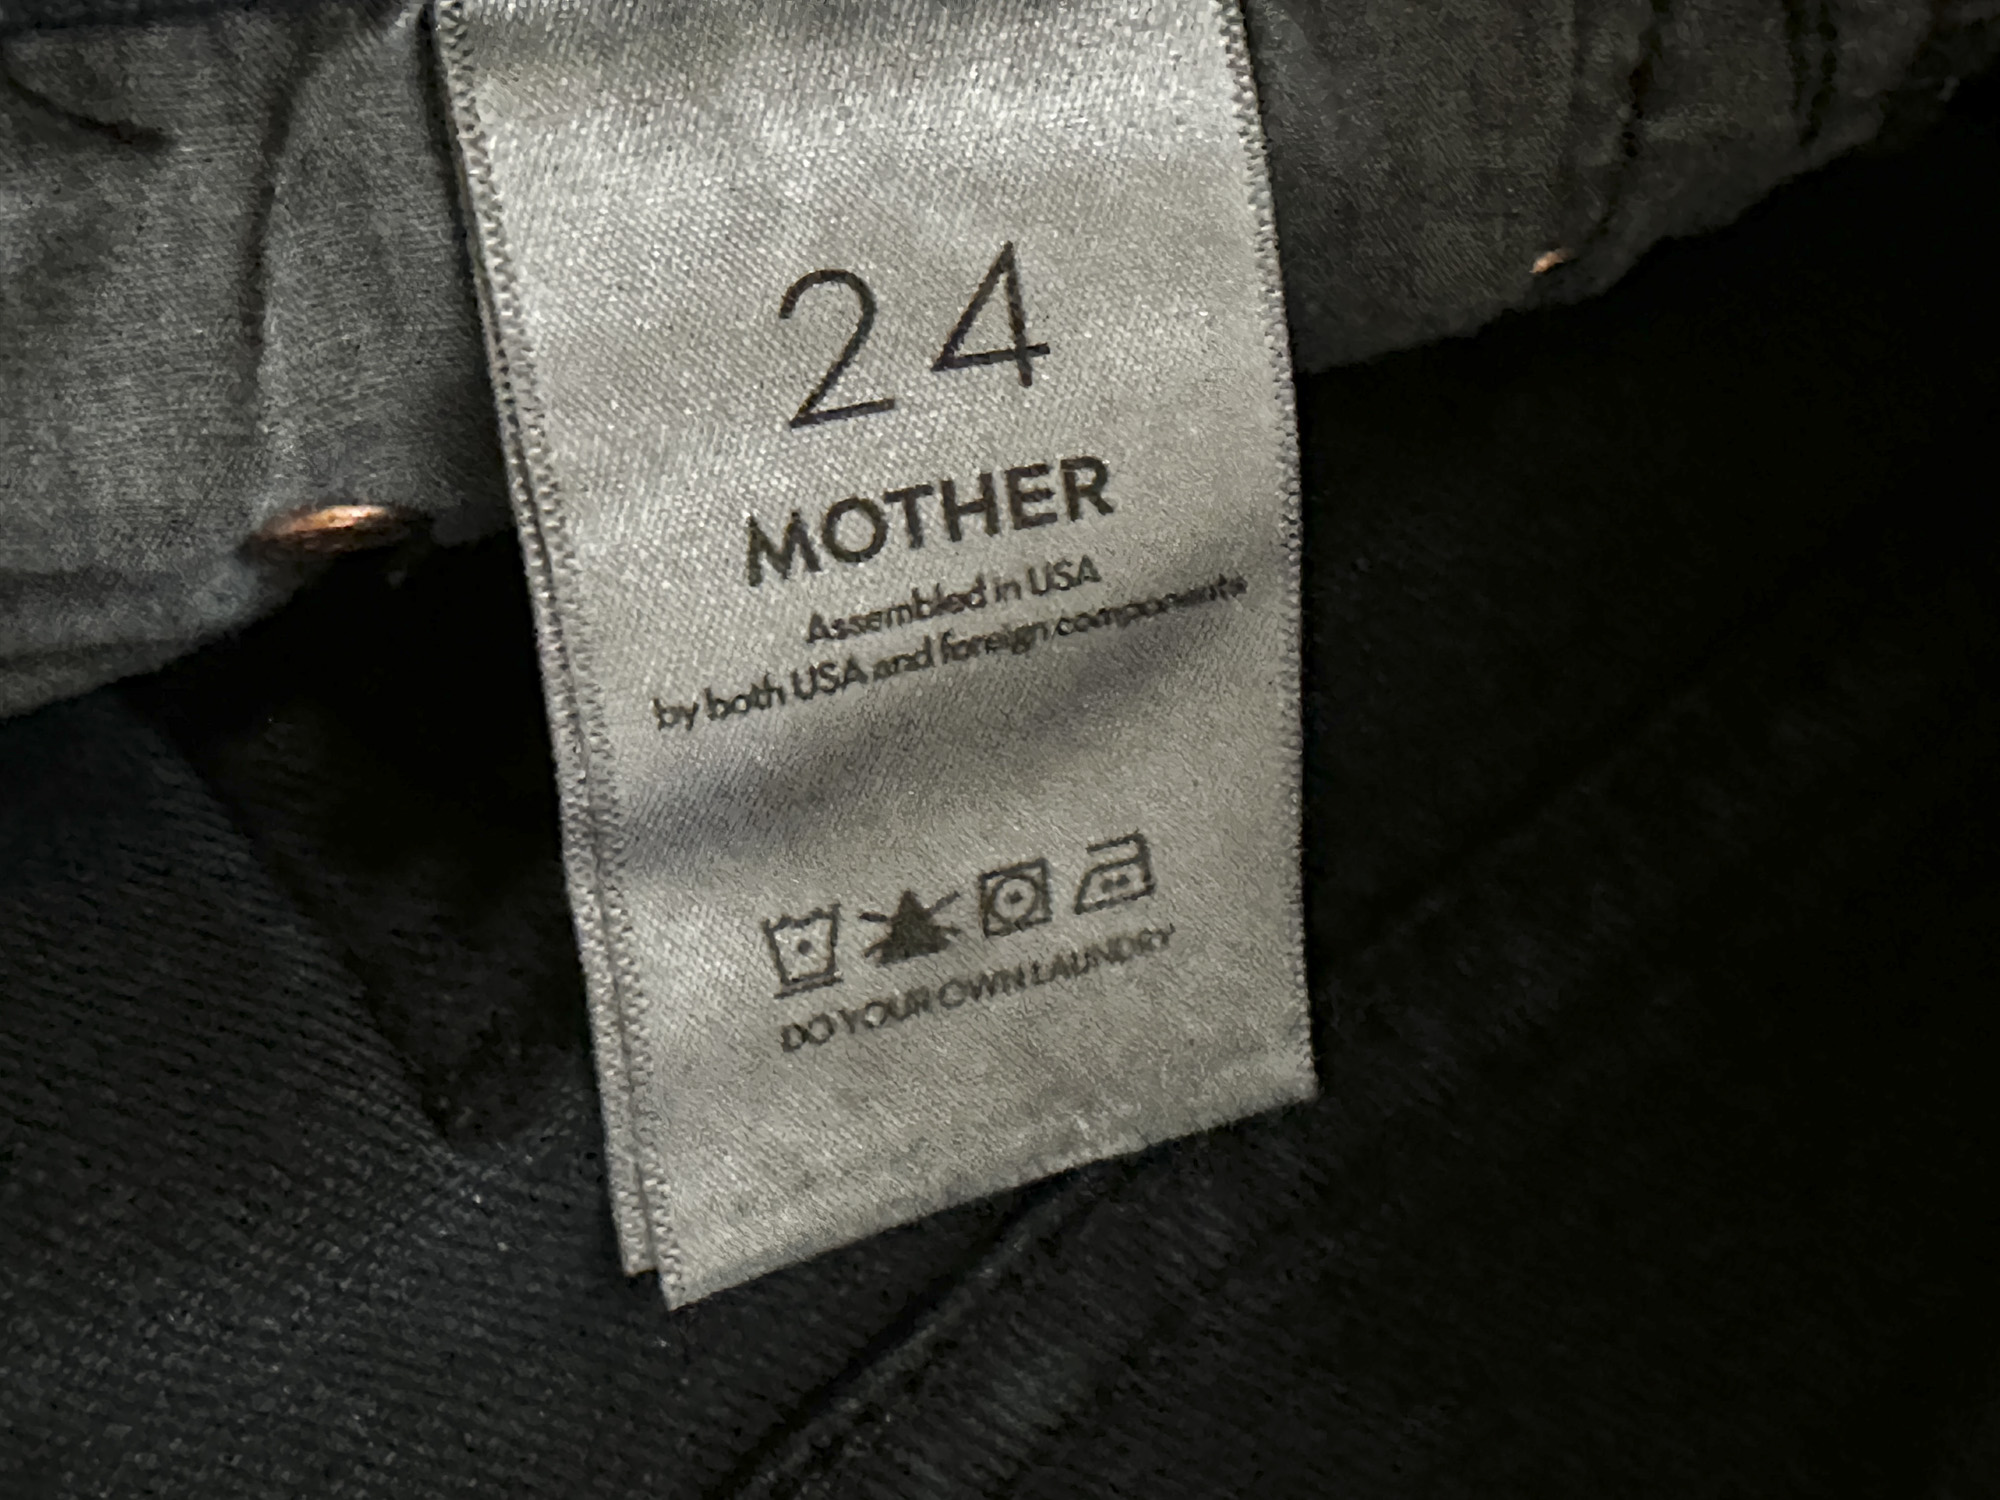 24
MOTHER
Assembled in USA
by both USA and foreign components
DO YOUR OWN LAUNDRY